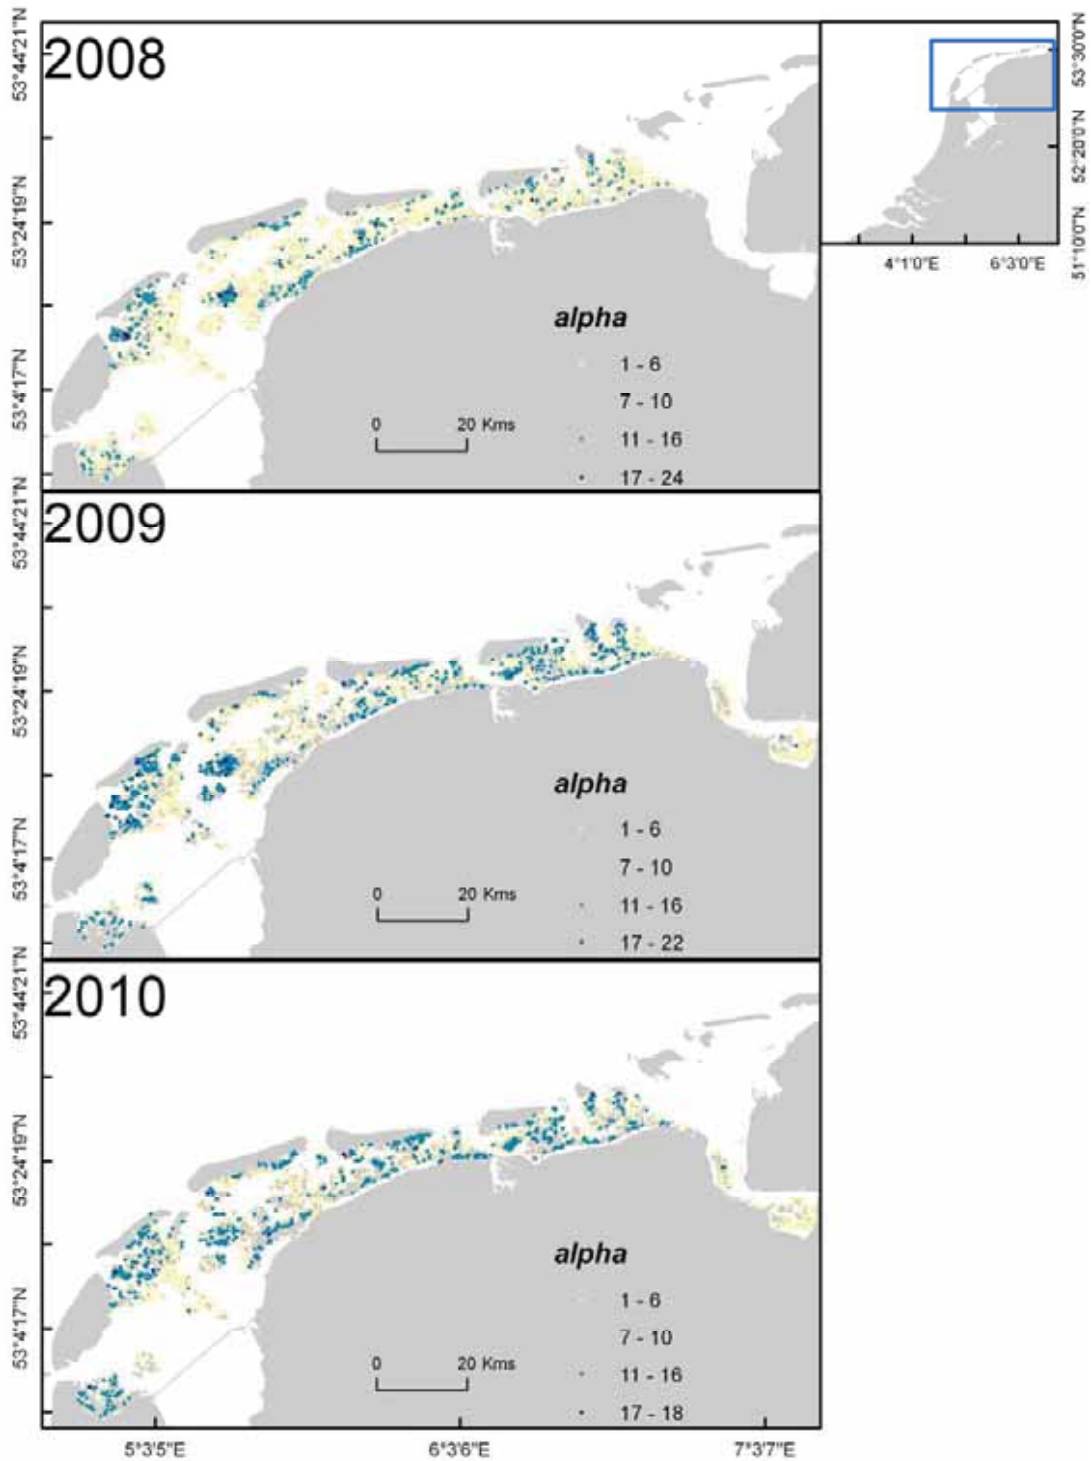 2008
53°44'21"N
53°24'19"N
53°4'17"N
alpha
1 - 6
7 - 10
11 - 16
17 - 24
0 20 Kms
53°30'0"N
52°20'0"N
51°10'0"N
4°1'0"E 6°3'0"E
2009
53°44'21"N
53°24'19"N
53°4'17"N
alpha
1 - 6
7 - 10
11 - 16
17 - 22
0 20 Kms
2010
53°44'21"N
53°24'19"N
53°4'17"N
alpha
1 - 6
7 - 10
11 - 16
17 - 18
0 20 Kms
5°3'5"E 6°3'6"E 7°3'7"E